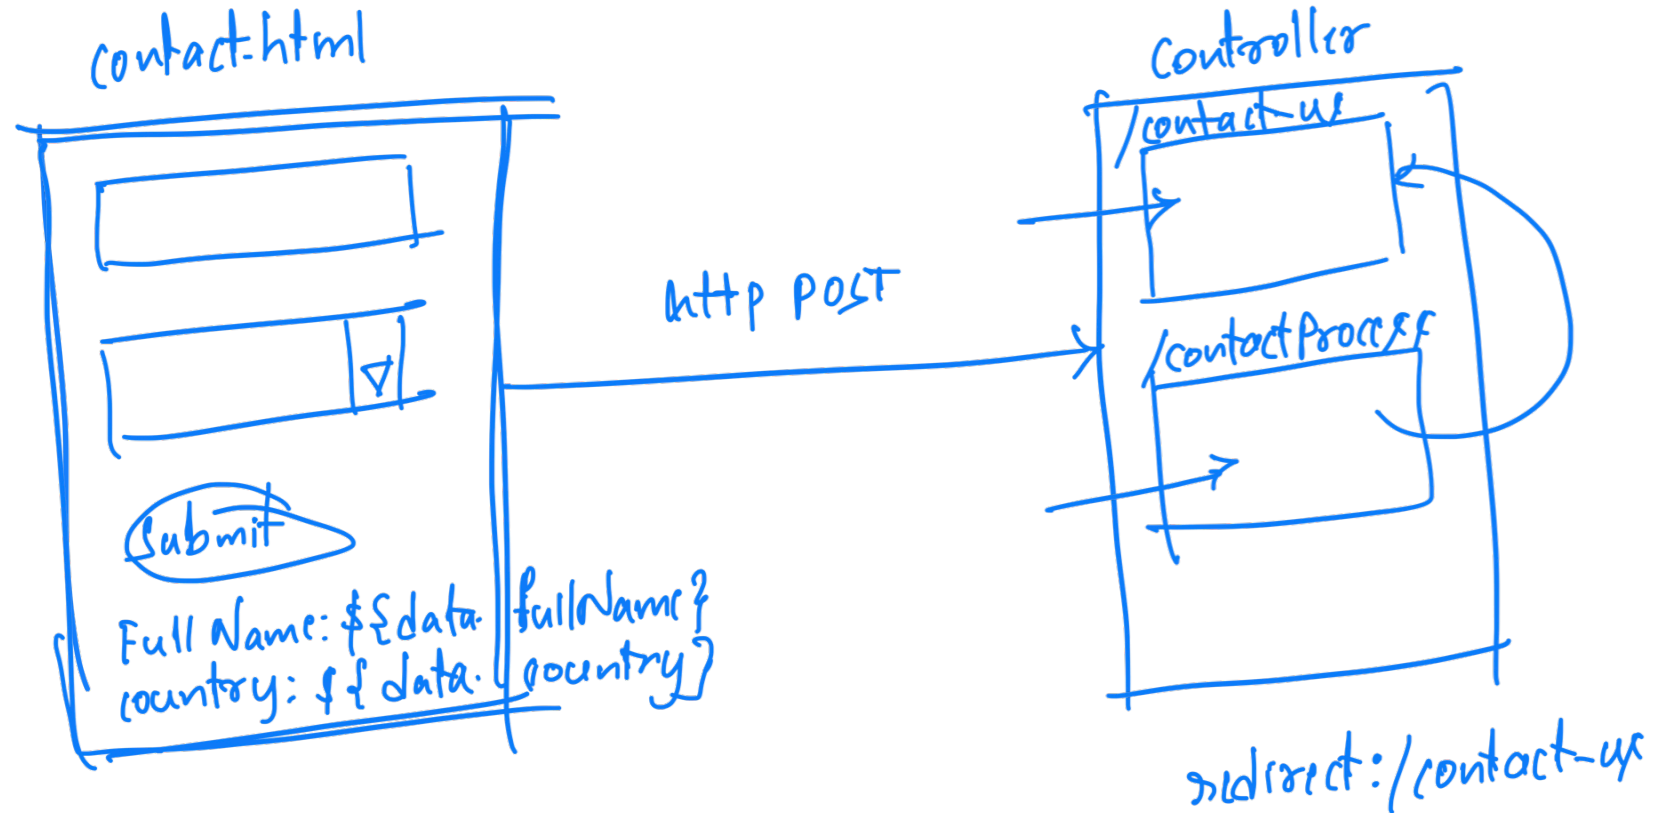 contact.html
Submit
Full Name: ${data.fullName}
country: ${data.country}
http POST
Controller
/contact-us
/contactProcess
redirect:/contact-us